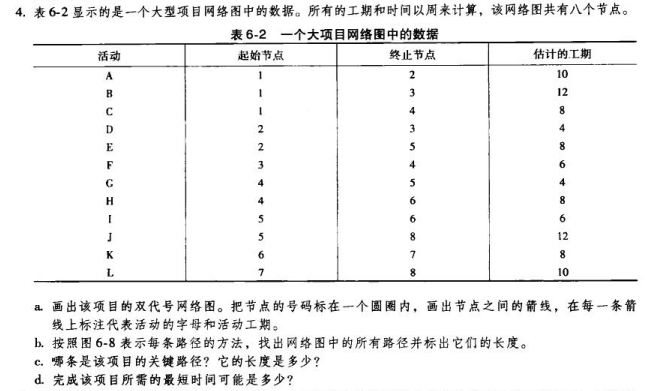 4. 表6-2显示的是一个大型项目网络图中的数据。所有的工期和时间以周来计算，该网络图共有八个节点。
表6-2 一个大项目网络图中的数据
活动 起始节点 终止节点 估计的工期
A 1 2 10
B 1 3 12
C 1 4 8
D 2 3 4
E 2 5 8
F 3 4 6
G 4 5 4
H 4 6 8
I 5 6 6
J 5 8 12
K 6 7 8
L 7 8 10
a. 画出该项目的双代号网络图。把节点的号码标在一个圆圈内，画出节点之间的箭线，在每一条箭
线上标注代表活动的字母和活动工期。
b. 按照图6-8表示每条路径的方法，找出网络图中的所有路径并标出它们的长度。
c. 哪条是该项目的关键路径？它的长度是多少？
d. 完成该项目所需的最短时间可能是多少？